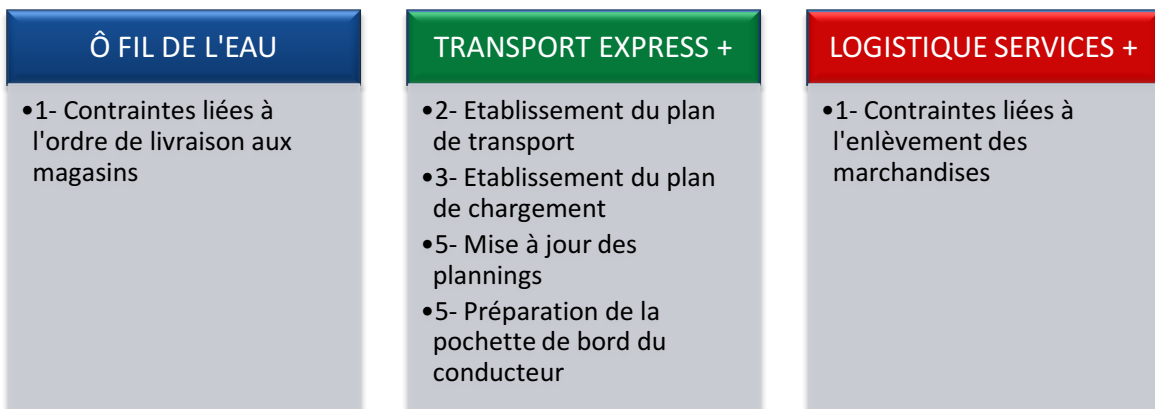 Ô FIL DE L'EAU
•1- Contraintes liées à
l'ordre de livraison aux
magasins
TRANSPORT EXPRESS +
•2- Etablissement du plan
de transport
•3- Etablissement du plan
de chargement
•5- Mise à jour des
plannings
•5- Préparation de la
pochette de bord du
conducteur
LOGISTIQUE SERVICES +
•1- Contraintes liées à
l'enlèvement des
marchandises